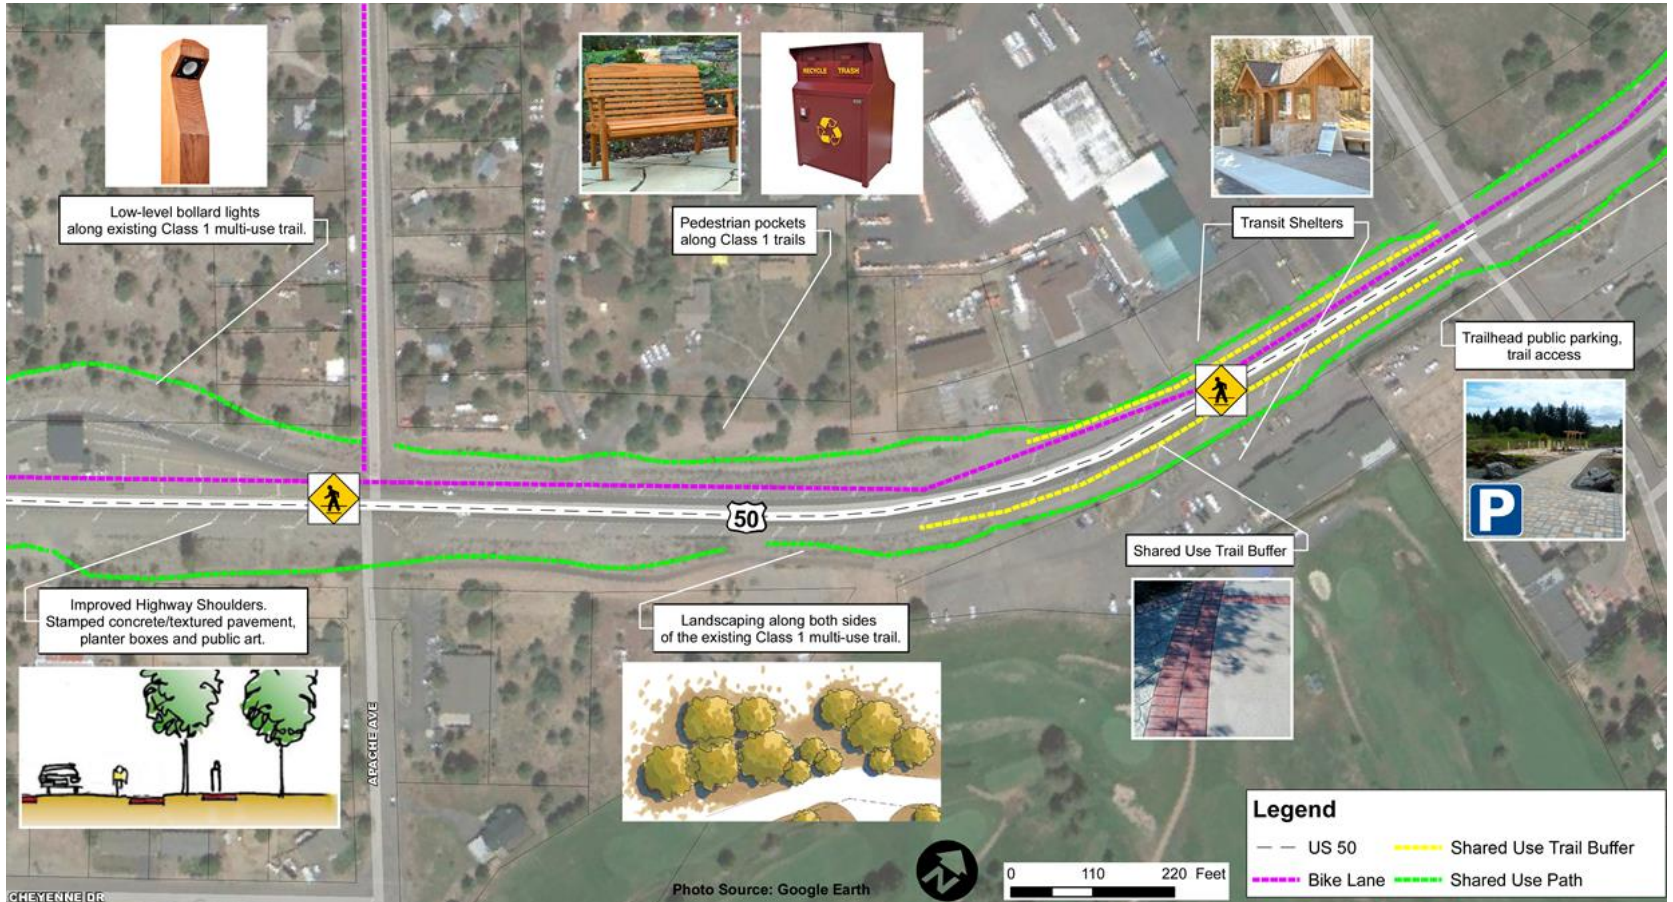 RECYCLE TRASH
Low-level bollard lights
along existing Class 1 multi-use trail.
Pedestrian pockets
along Class 1 trails
Transit Shelters
Trailhead public parking,
trail access
P
50
Shared Use Trail Buffer
Improved Highway Shoulders.
Stamped concrete/textured pavement,
planter boxes and public art.
Landscaping along both sides
of the existing Class 1 multi-use trail.
APACHE AVE
CHEYENNE DR
Photo Source: Google Earth
N
0 110 220 Feet
Legend
US 50
Shared Use Trail Buffer
Bike Lane
Shared Use Path